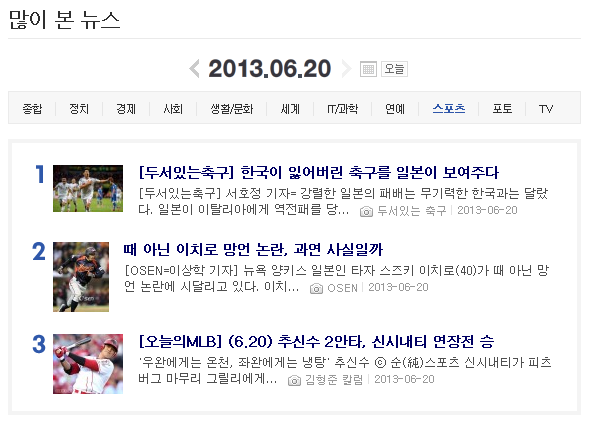 많이 본 뉴스
2013.06.20 오늘
종합 정치 경제 사회 생활/문화 세계 IT/과학 연예 스포츠 포토 TV
1 [두서있는축구] 한국이 잃어버린 축구를 일본이 보여주다
[두서있는축구] 서호정 기자= 강렬한 일본의 패배는 무기력한 한국과는 달랐
다. 일본이 이탈리아에게 역전패를 당... 두서있는 축구 2013-06-20
2 때 아닌 이치로 망언 논란, 과연 사실일까
[OSEN=이상학 기자] 뉴욕 양키스 일본인 타자 스즈키 이치로(40)가 때 아닌 망
언 논란에 시달리고 있다. 이치... OSEN 2013-06-20
3 [오늘의MLB] (6.20) 추신수 2안타, 신시내티 연장전 승
'우완에게는 온천, 좌완에게는 냉탕' 추신수 ⓒ 순(純)스포츠 신시내티가 피츠
버그 마무리 그릴리에게... 김형준 칼럼 2013-06-20